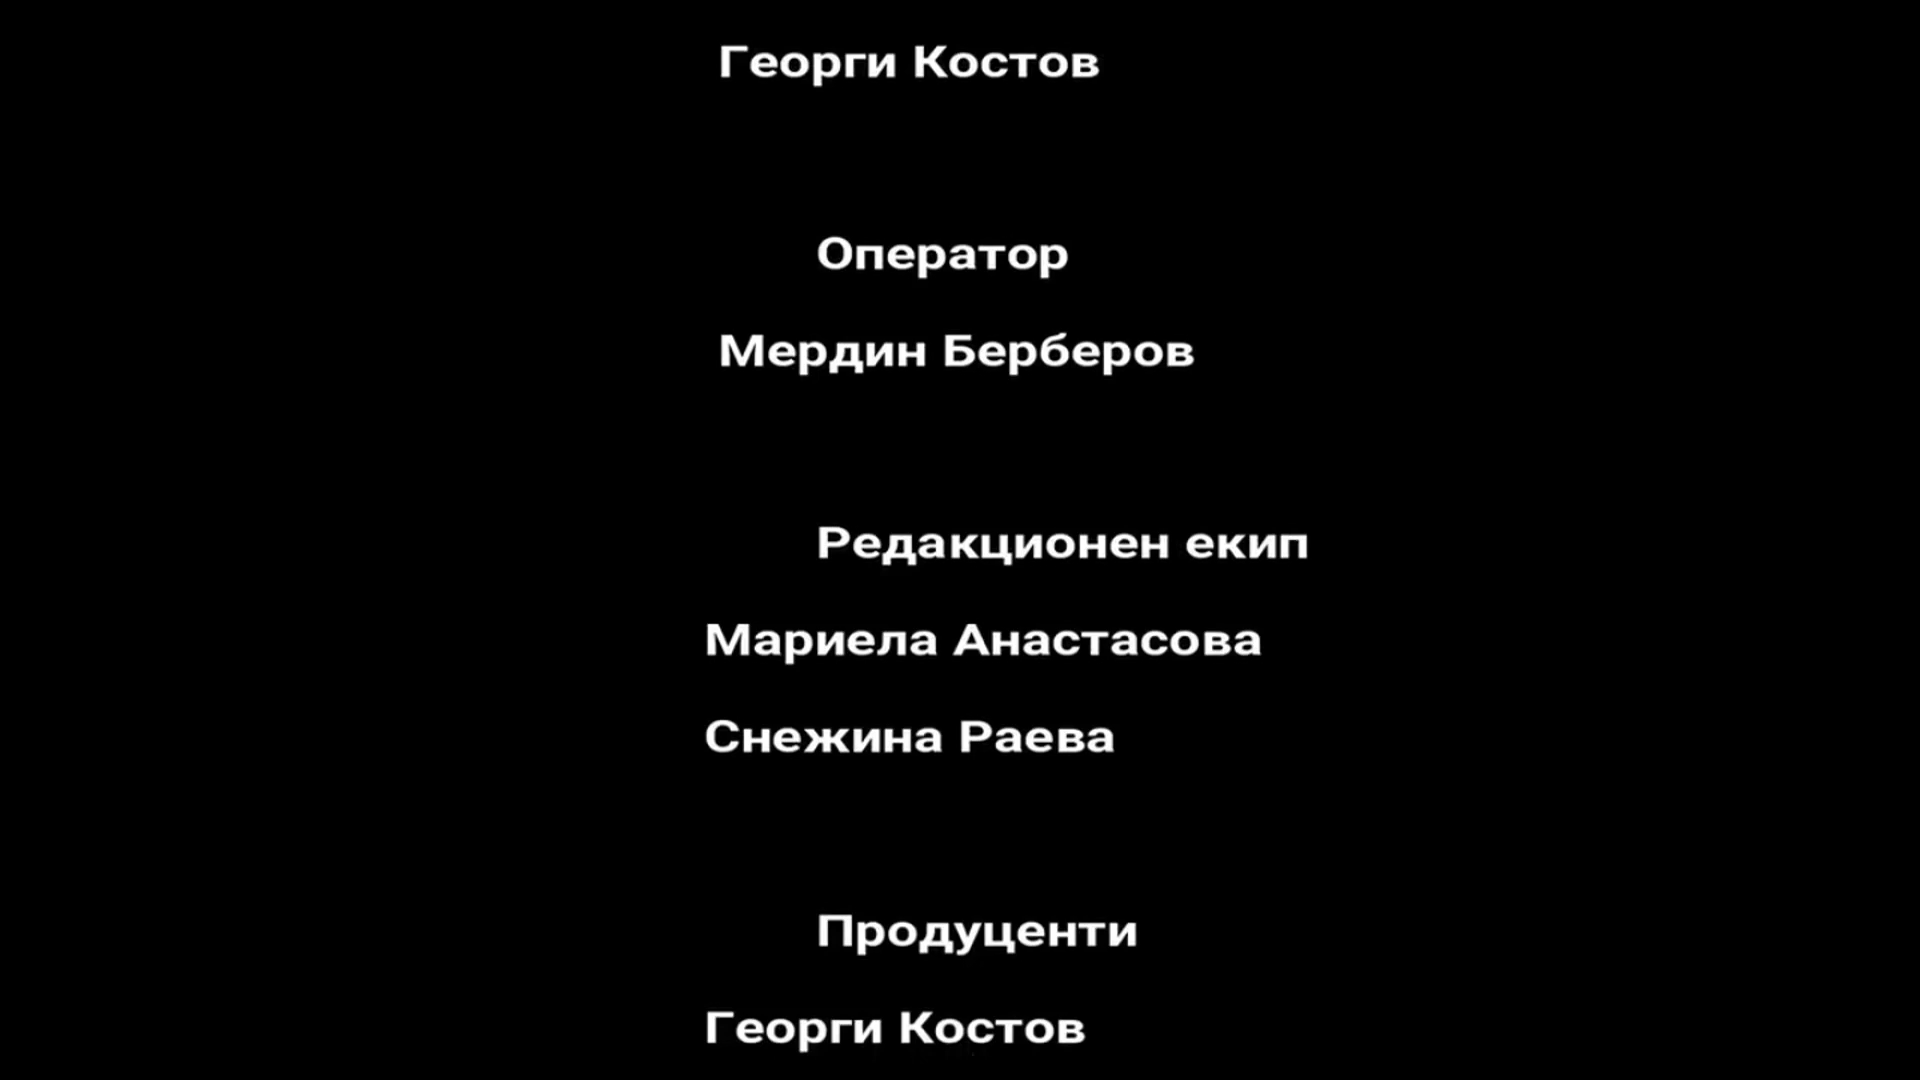 Георги Костов
Оператор
Мердин Берберов
Редакционен екип
Мариела Анастасова
Снежина Раева
Продуценти
Георги Костов